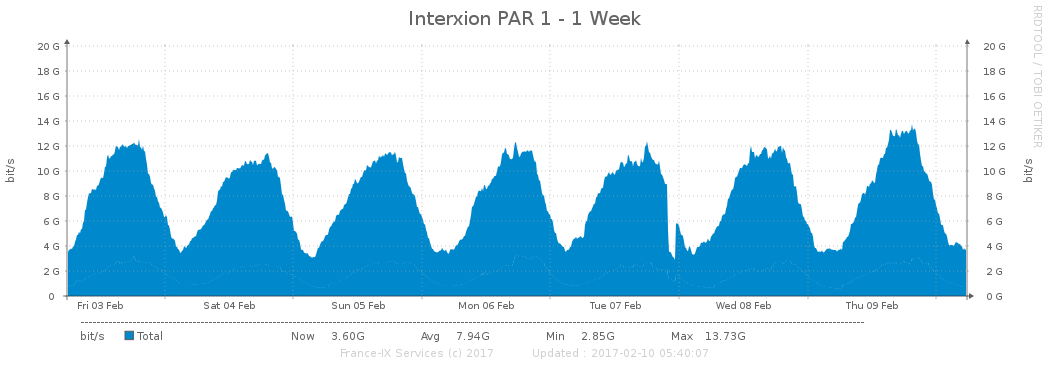 Interxion PAR 1 - 1 Week
RRDTOOL / TOBI OETIKER
20 G 20 G
18 G 18 G
16 G 16 G
14 G 14 G
12 G 12 G
10 G 10 G
8 G 8 G
6 G 6 G
4 G 4 G
2 G 2 G
0 0 G
bit/s bit/s
Fri 03 Feb Sat 04 Feb Sun 05 Feb Mon 06 Feb Tue 07 Feb Wed 08 Feb Thu 09 Feb
bit/s Total Now 3.60G Avg 7.94G Min 2.85G Max 13.73G
France-IX Services (c) 2017 Updated : 2017-02-10 05:40:07